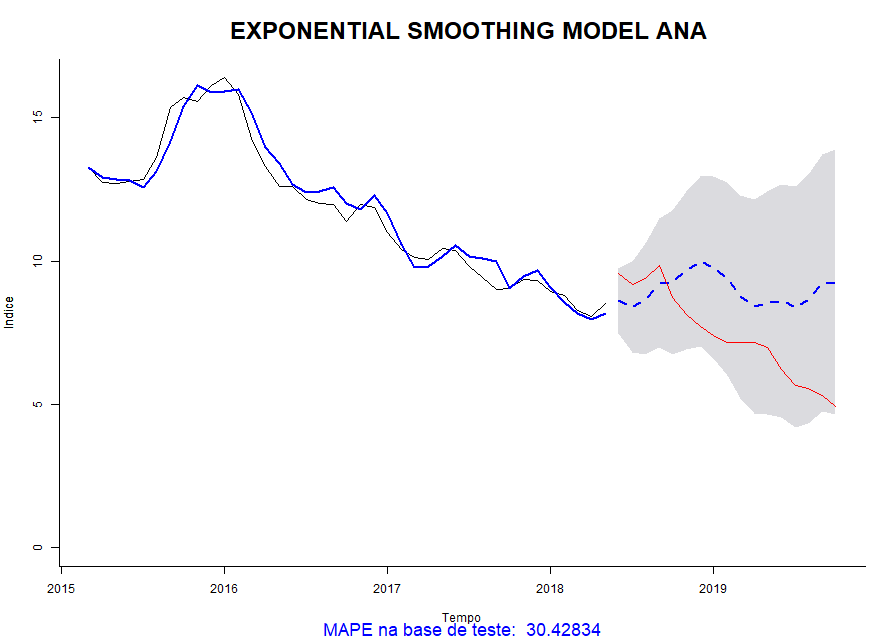 EXPONENTIAL SMOOTHING MODEL ANA
15
10
5
0
Indice
2015 2016 2017 2018 2019
Tempo
MAPE na base de teste: 30.42834